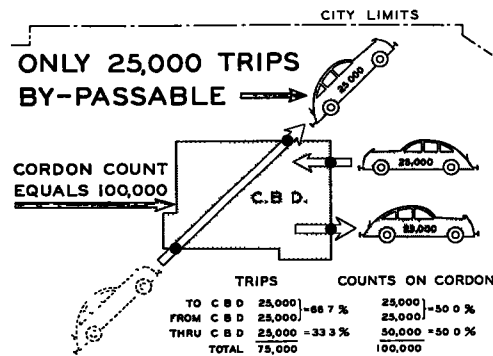 CITY LIMITS
ONLY 25,000 TRIPS
BY-PASSABLE
25,000
CORDON COUNT
EQUALS 100,000
C.B.D.
25,000
25,000
TRIPS COUNTS ON CORDON
TO C B D 25,000 }=66.7 % 25,000 }=50 0 %
FROM C B D 25,000 25,000
THRU C B D 25,000 =33 3 % 50,000 =50 0 %
TOTAL 75,000 100,000